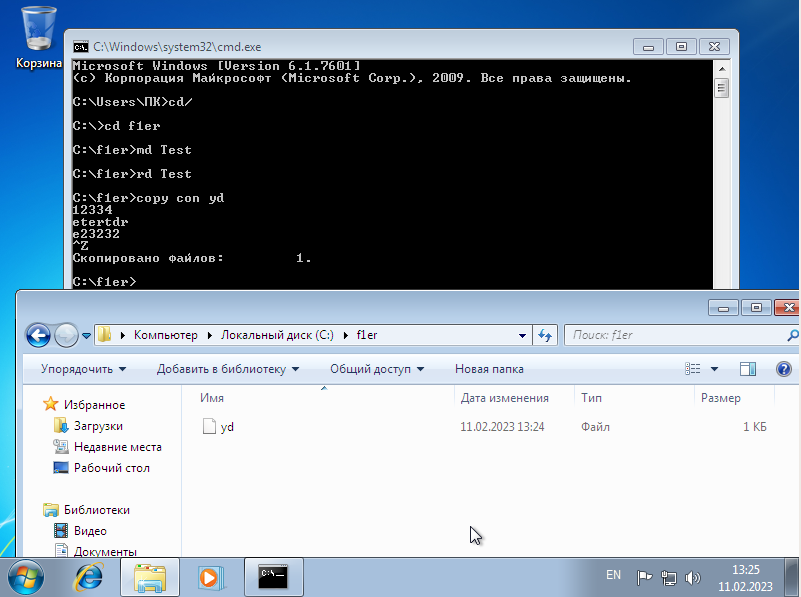 Корзина
C:\Windows\system32\cmd.exe
Microsoft Windows [Version 6.1.7601]
(c) Корпорация Майкрософт (Microsoft Corp.), 2009. Все права защищены.
C:\Users\ПК>cd/
C:\>cd f1er
C:\f1er>md Test
C:\f1er>rd Test
C:\f1er>copy con yd
12334
etertdr
e23232
^Z
Скопировано файлов: 1.
C:\f1er>
Компьютер Локальный диск (C:) f1er
Поиск: f1er
Упорядочить Добавить в библиотеку Общий доступ Новая папка
Имя Дата изменения Тип Размер
yd 11.02.2023 13:24 Файл 1 КБ
Избранное
Загрузки
Недавние места
Рабочий стол
Библиотеки
Видео
Документы
C:\
EN
13:25
11.02.2023